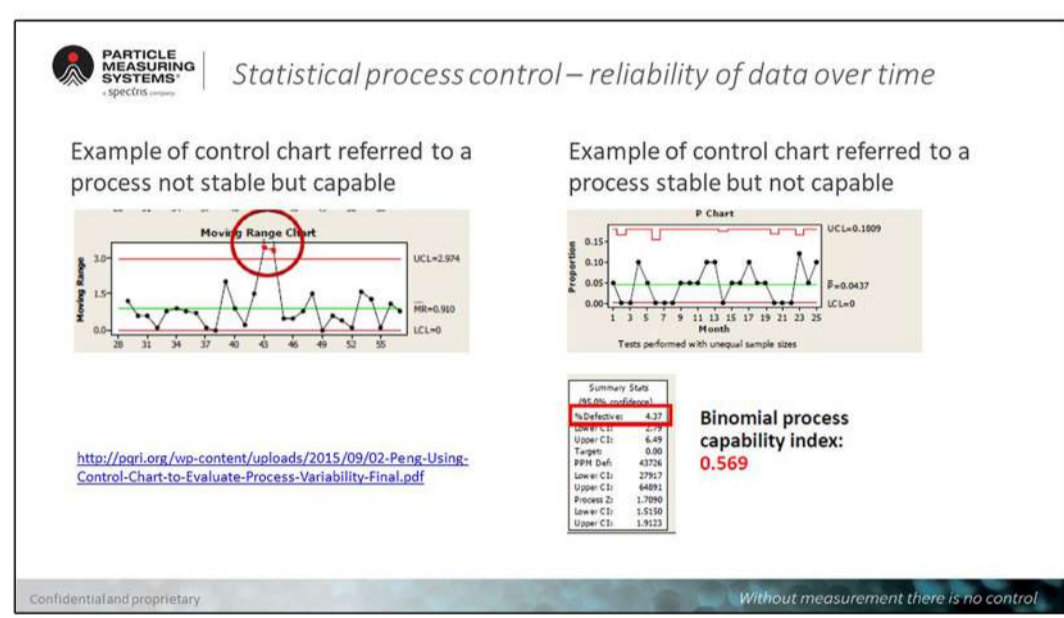 PARTICLE
MEASURING
SYSTEMS®
a spectris company
Statistical process control – reliability of data over time
Example of control chart referred to a
process not stable but capable
Moving Range Chart
Moving Range
3.0
1.5
0.0
UCL=2.974
MR=0.910
LCL=0
28 31 34 37 40 43 46 49 52 55
http://pqri.org/wp-content/uploads/2015/09/02-Peng-Using-
Control-Chart-to-Evaluate-Process-Variability-Final.pdf
Example of control chart referred to a
process stable but not capable
P Chart
Proportion
0.15
0.10
0.05
0.00
UCL=0.1809
P̅=0.0437
LCL=0
1 3 5 7 9 11 13 15 17 19 21 23 25
Month
Tests performed with unequal sample sizes
Summary Stats
(95.0% confidence)
%Defective: 4.37
Lower CI: 2.79
Upper CI: 6.49
Target: 0.00
PPM Def: 43726
Lower CI: 27917
Upper CI: 64891
Process Z: 1.7090
Lower CI: 1.5150
Upper CI: 1.9123
Binomial process
capability index:
0.569
Confidential and proprietary
Without measurement there is no control